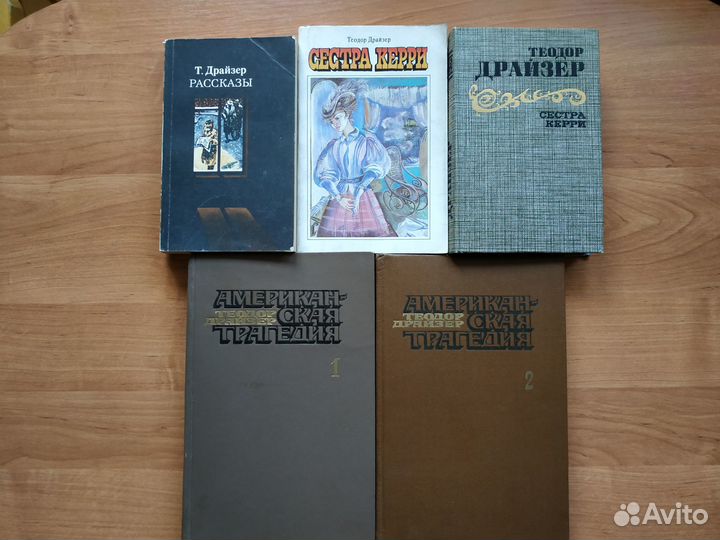 Т. Драйзер
РАССКАЗЫ
Теодор Драйзер
СЕСТРА КЕРРИ
ТЕОДОР
ДРАЙЗЕР
СЕСТРА
КЕРРИ
АМЕРИКАН-
ТЕОДОР СКАЯ
ДРАЙЗЕР
ТРАГЕДИЯ
1
АМЕРИКАН-
ТЕОДОР СКАЯ
ДРАЙЗЕР
ТРАГЕДИЯ
2
Avito